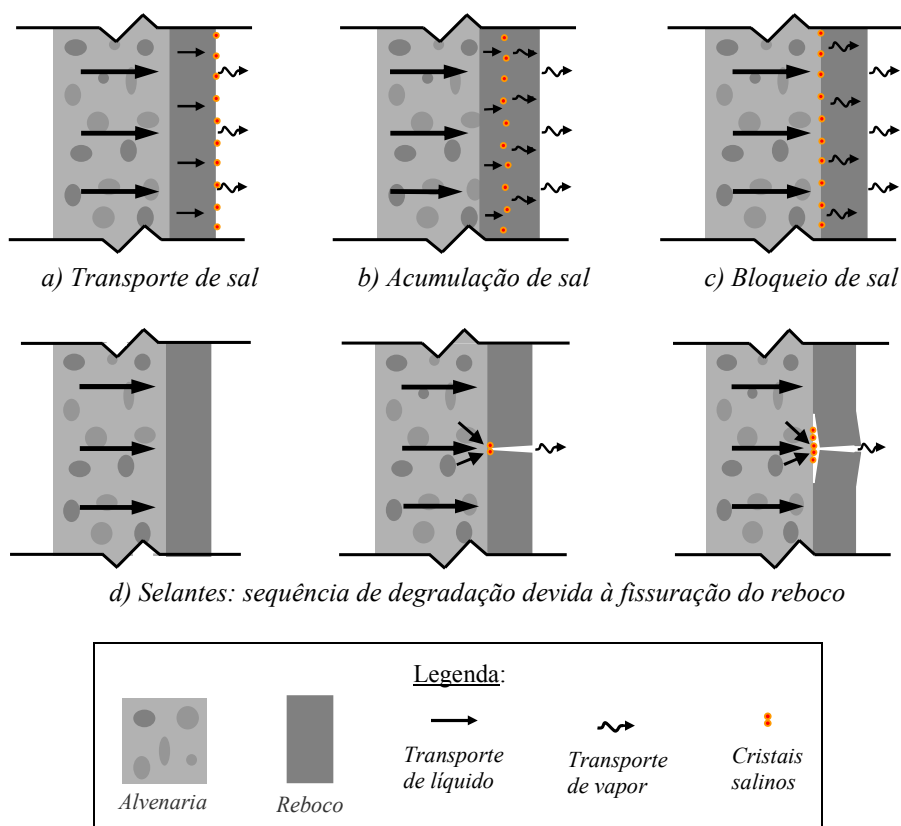 a) Transporte de sal
b) Acumulação de sal
c) Bloqueio de sal
d) Selantes: sequência de degradação devida à fissuração do reboco
Legenda:
Alvenaria
Reboco
Transporte
de líquido
Transporte
de vapor
Cristais
salinos